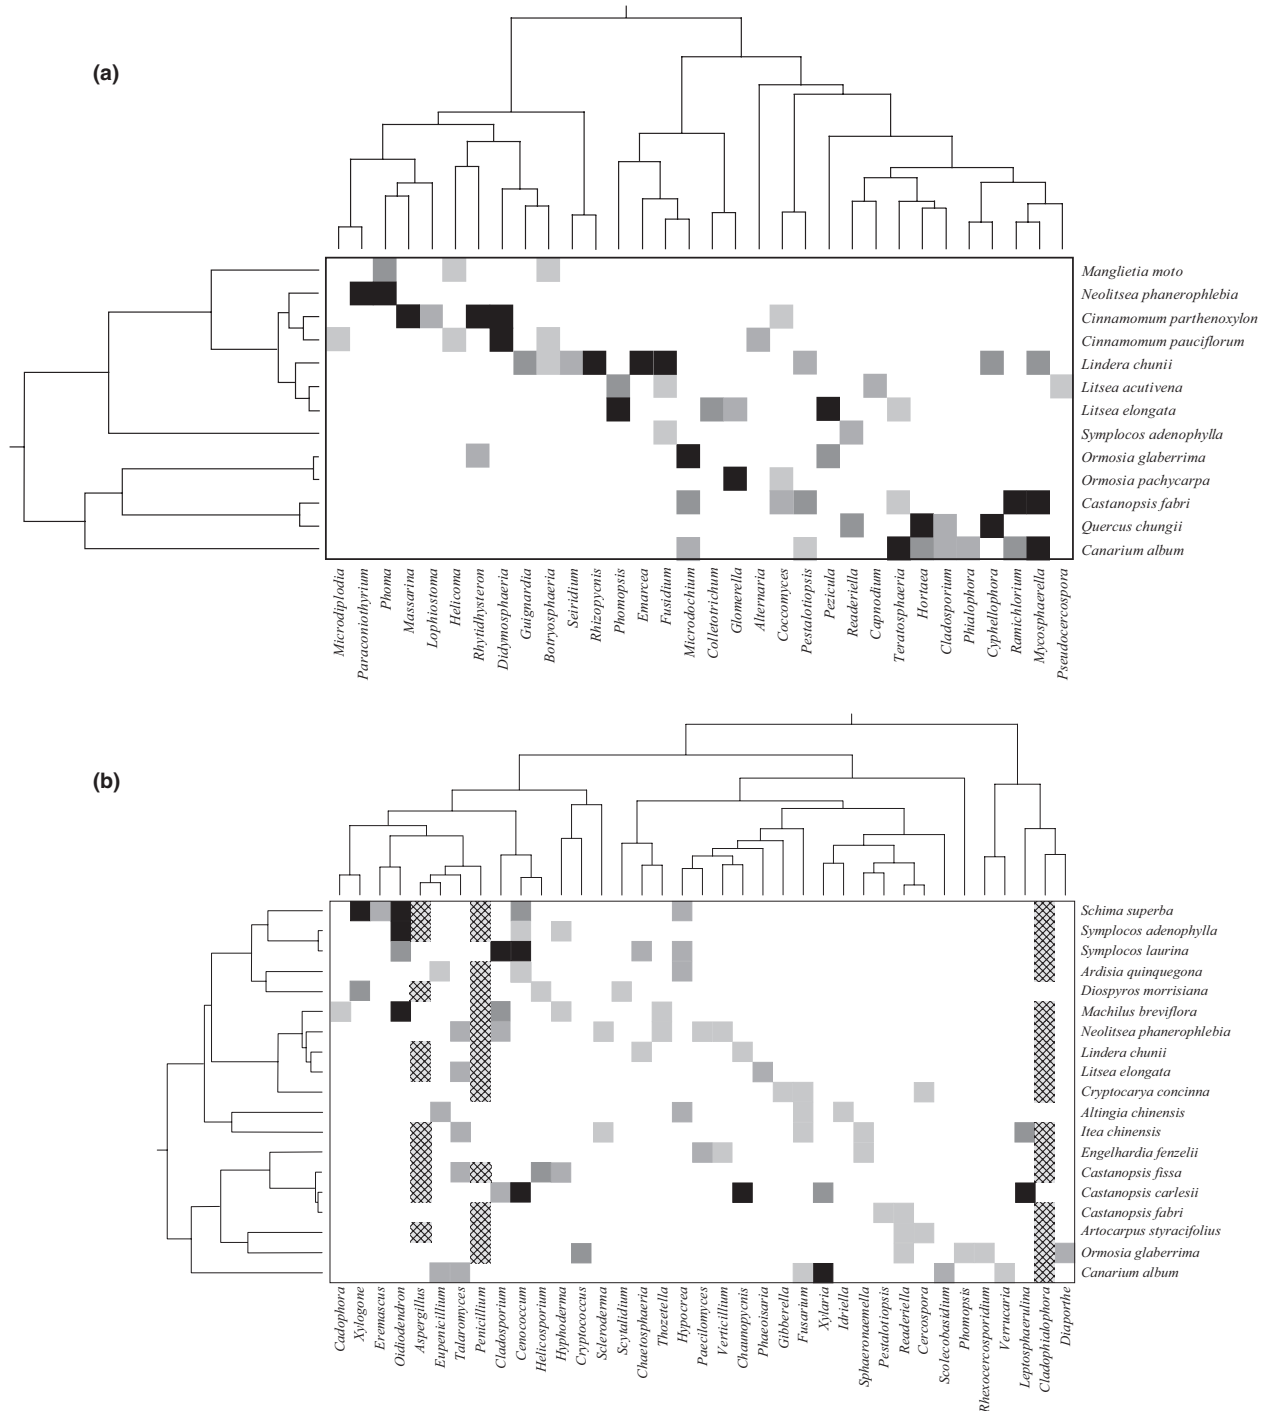 (a)
Manglietia moto
Neolitsea phanerophlebia
Cinnamomum parthenoxylon
Cinnamomum pauciflorum
Lindera chunii
Litsea acutivena
Litsea elongata
Symplocos adenophylla
Ormosia glaberrima
Ormosia pachycarpa
Castanopsis fabri
Quercus chungii
Canarium album
Microdiplodia
Paraconiothyrium
Phoma
Massarina
Lophiostoma
Helicoma
Rhytidhysteron
Didymosphaeria
Guignardia
Botryosphaeria
Seiridium
Rhizopycnis
Phomopsis
Emarcea
Fusidium
Microdochium
Colletotrichum
Glomerella
Alternaria
Coccomyces
Pestalotiopsis
Pezicula
Readeriella
Capnodium
Teratosphaeria
Hortaea
Cladosporium
Phialophora
Cyphellophora
Ramichlorium
Mycosphaerella
Pseudocercospora
(b)
Schima superba
Symplocos adenophylla
Symplocos laurina
Ardisia quinquegona
Diospyros morrisiana
Machilus breviflora
Neolitsea phanerophlebia
Lindera chunii
Litsea elongata
Cryptocarya concinna
Altingia chinensis
Itea chinensis
Engelhardia fenzelii
Castanopsis fissa
Castanopsis carlesii
Castanopsis fabri
Artocarpus styracifolius
Ormosia glaberrima
Canarium album
Cadophora
Xylogone
Eremascus
Oidiodendron
Aspergillus
Eupenicillium
Talaromyces
Penicillium
Cladosporium
Cenococcum
Helicosporium
Hyphoderma
Cryptococcus
Scleroderma
Scytalidium
Chaetosphaeria
Thozetella
Hypocrea
Paecilomyces
Verticillium
Chaunopycnis
Phaeoisaria
Gibberella
Fusarium
Xylaria
Idriella
Sphaeronaemella
Pestalotiopsis
Readeriella
Cercospora
Scolecobasidium
Phomopsis
Rhexocercosporidium
Verrucaria
Leptosphaerulina
Cladophialophora
Diaporthe